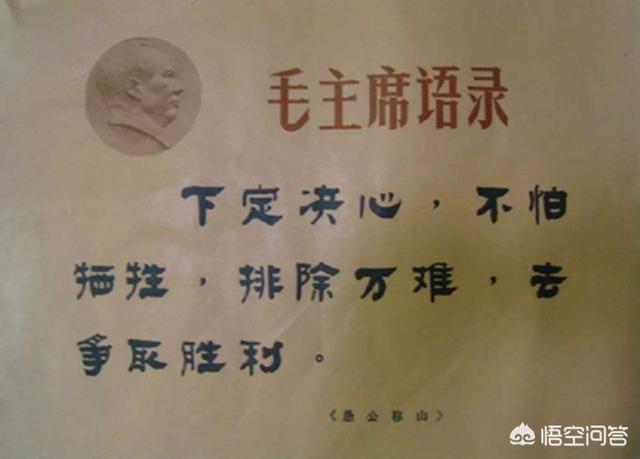 毛主席语录
下定决心，不怕
牺牲，排除万难，去
争取胜利。
《愚公移山》
悟空问答